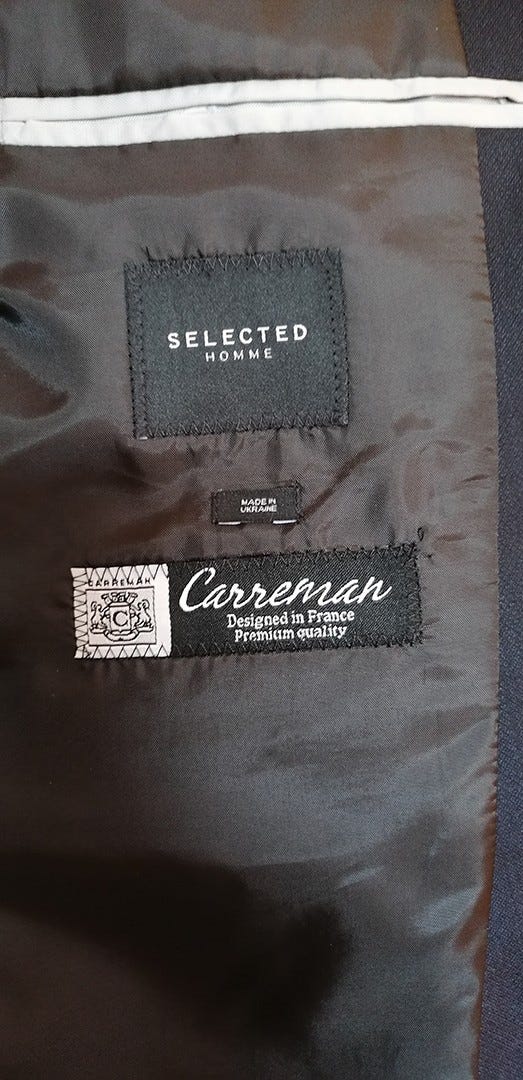 SELECTED
HOMME
MADE IN
UKRAINE
CARREMAN
C
Carreman
Designed in France
Premium quality